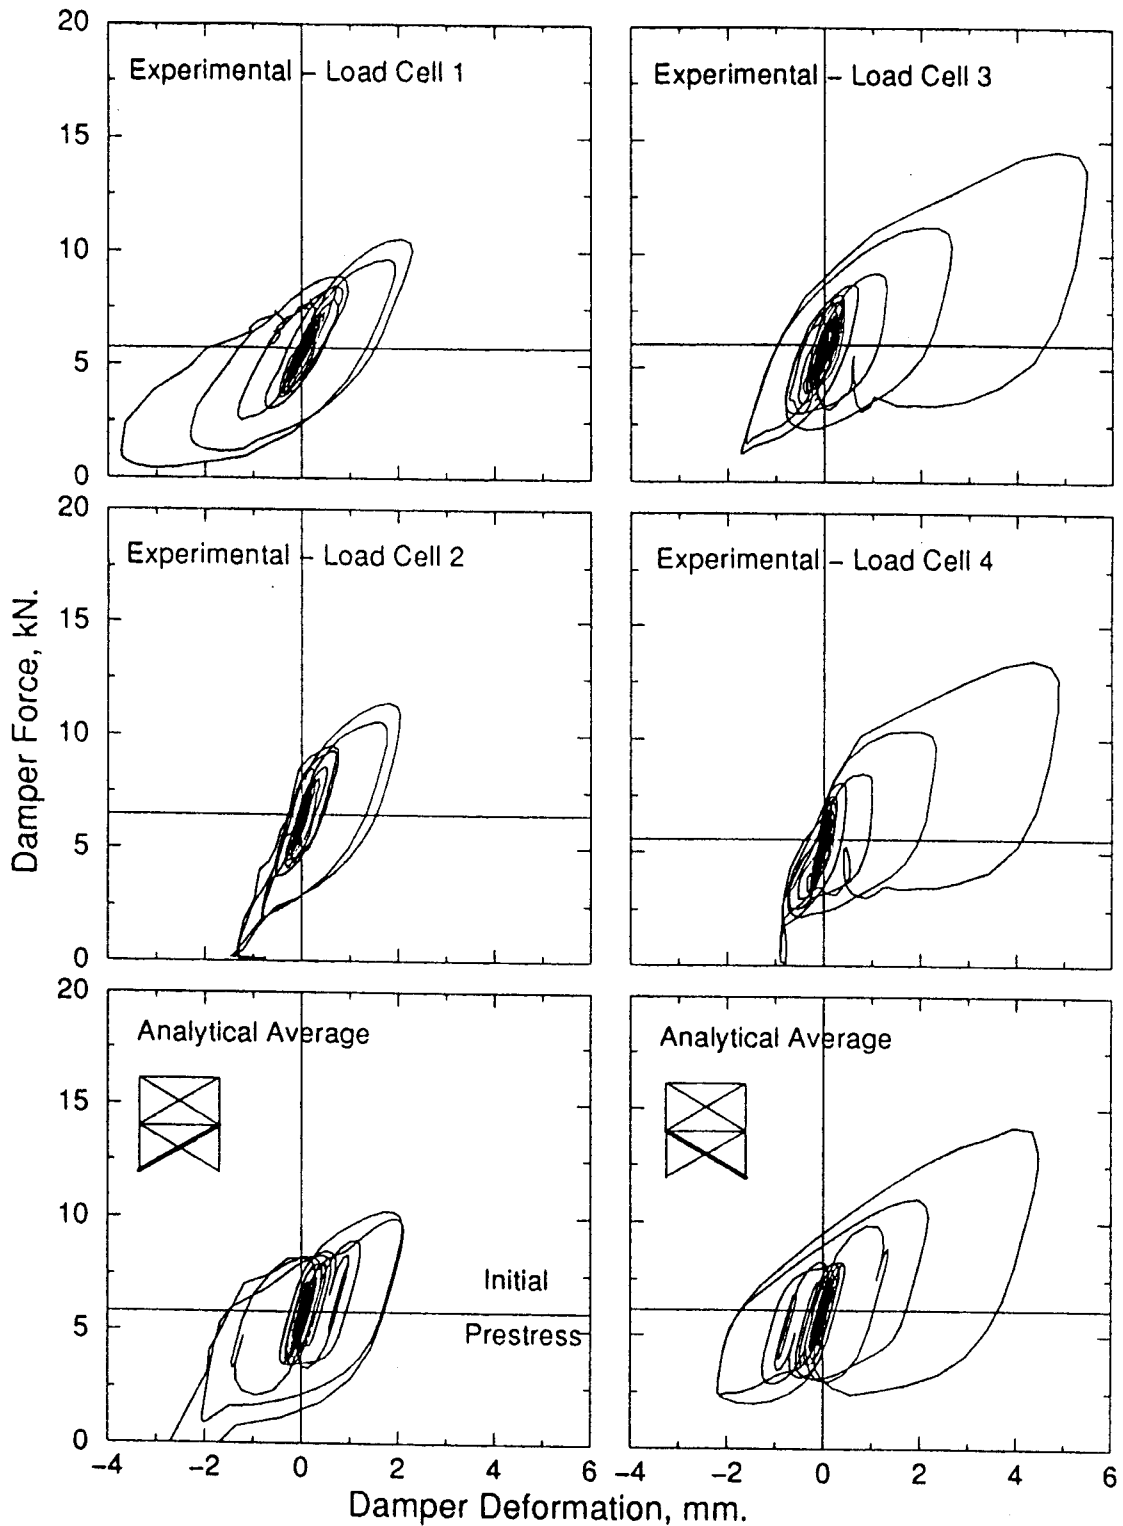 20
15
10
5
0
Experimental – Load Cell 1
Experimental – Load Cell 3
20
15
10
5
0
Experimental – Load Cell 2
Experimental – Load Cell 4
Damper Force, kN.
20
15
10
5
0
Analytical Average
Analytical Average
Initial
Prestress
−4 −2 0 2 4 6
−4 −2 0 2 4 6
Damper Deformation, mm.